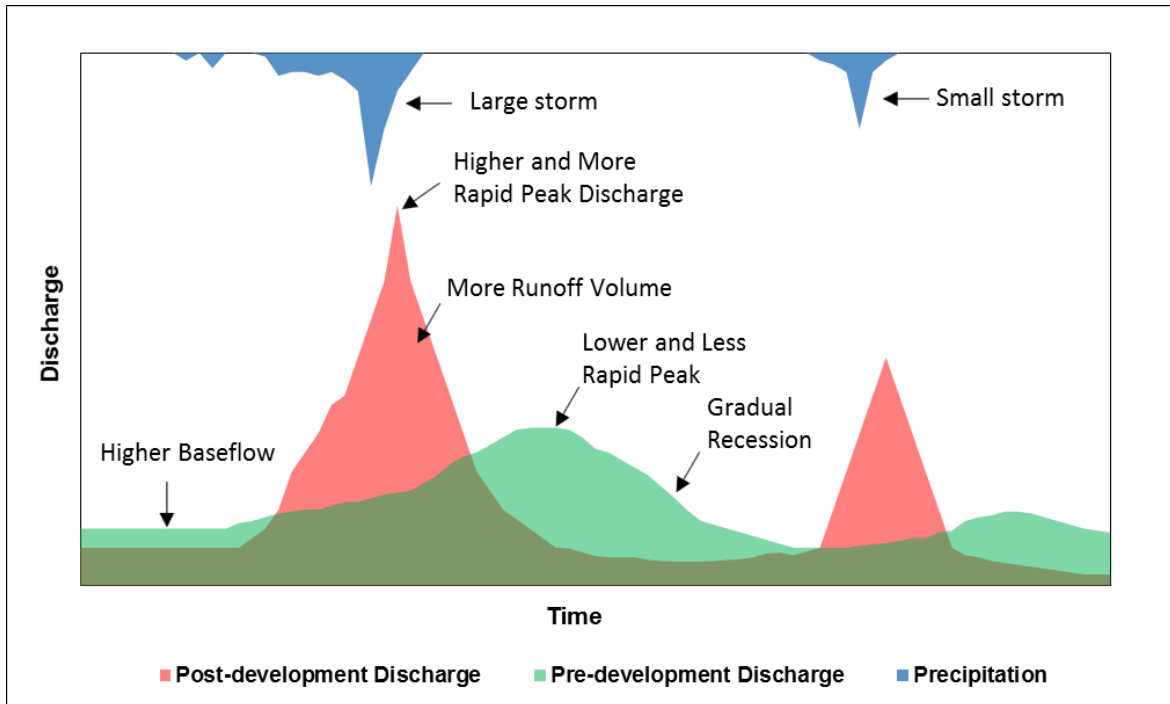 Large storm
Small storm
Higher and More
Rapid Peak Discharge
More Runoff Volume
Lower and Less
Rapid Peak
Gradual
Recession
Higher Baseflow
Discharge
Time
Post-development Discharge
Pre-development Discharge
Precipitation